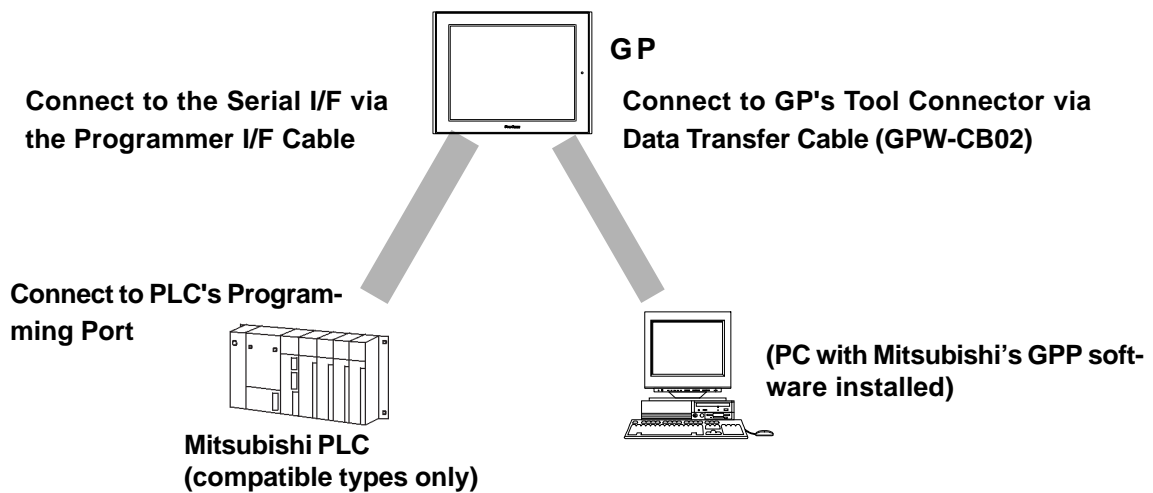 GP
Connect to the Serial I/F via
the Programmer I/F Cable
Connect to GP's Tool Connector via
Data Transfer Cable (GPW-CB02)
Connect to PLC's Program-
ming Port
(PC with Mitsubishi’s GPP soft-
ware installed)
Mitsubishi PLC
(compatible types only)